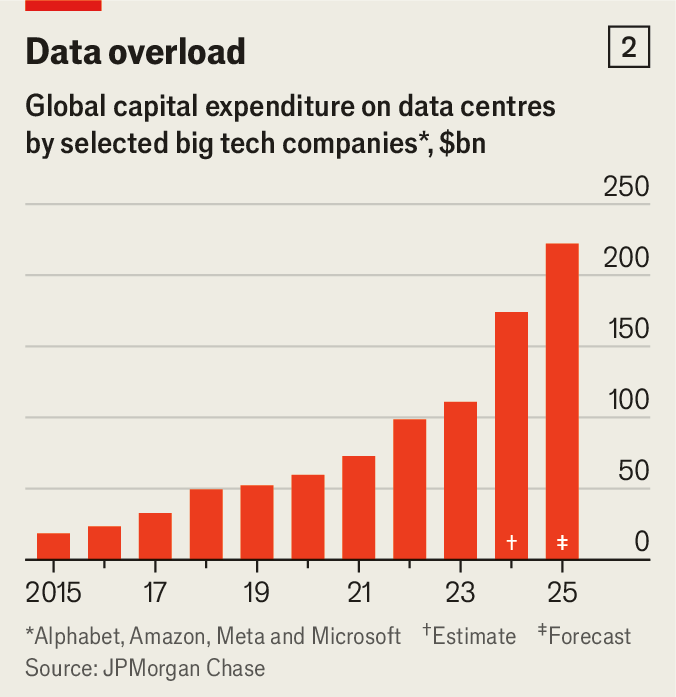 Data overload
2
Global capital expenditure on data centres
by selected big tech companies*, $bn
250
200
150
100
50
0
†
‡
2015 17 19 21 23 25
*Alphabet, Amazon, Meta and Microsoft †Estimate ‡Forecast
Source: JPMorgan Chase